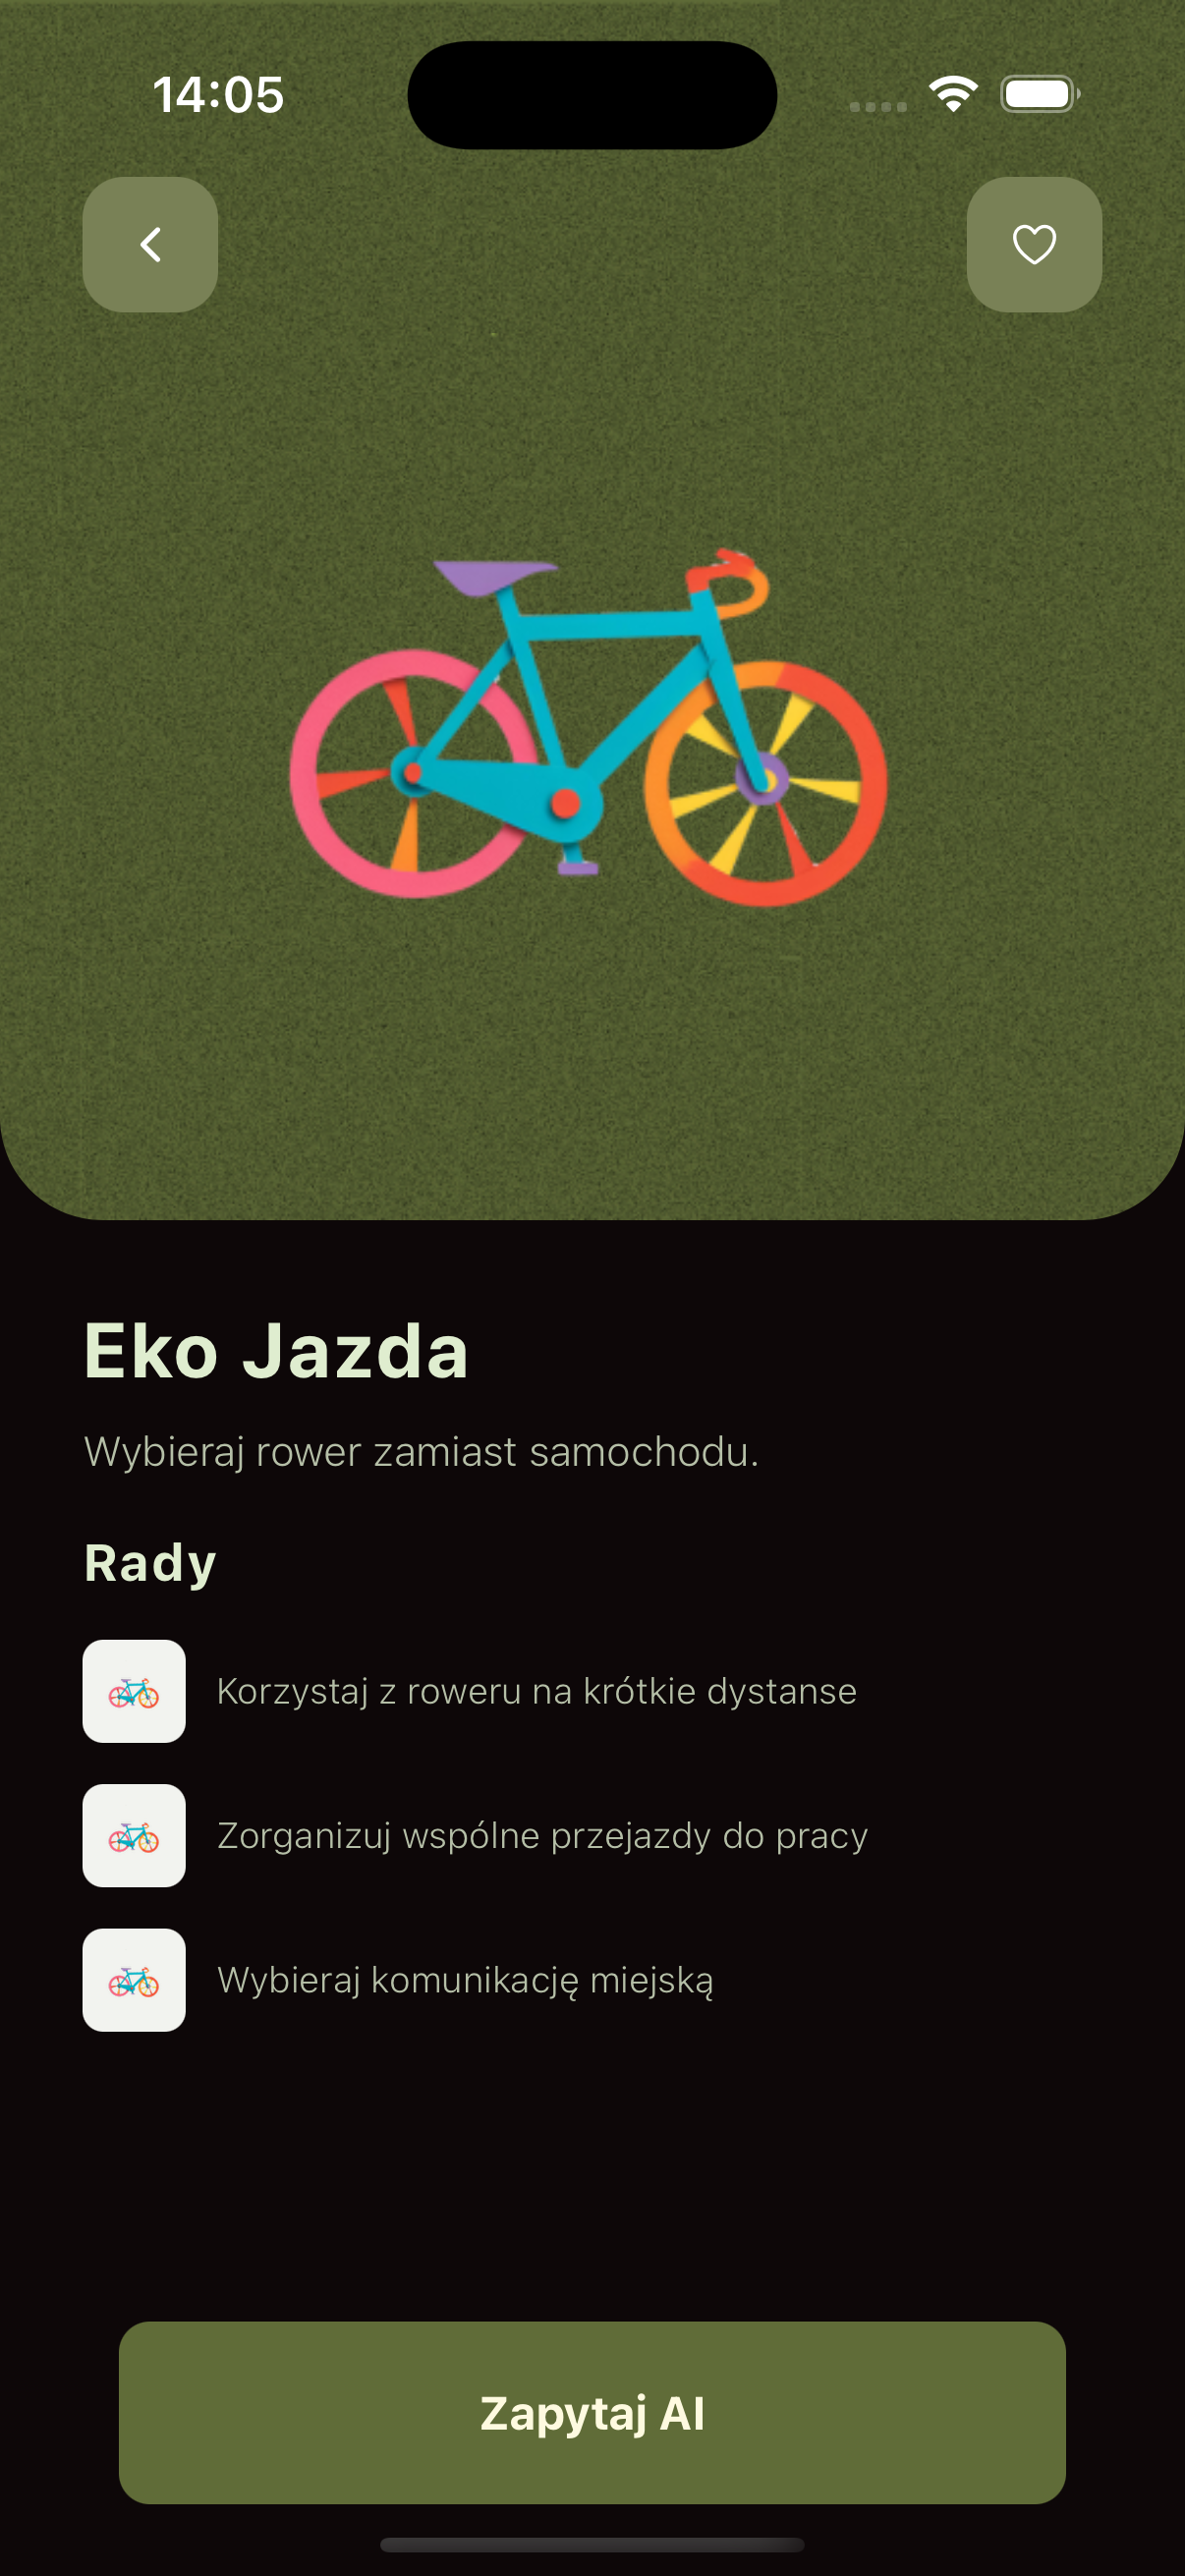 14:05
Eko Jazda
Wybieraj rower zamiast samochodu.
Rady
Korzystaj z roweru na krótkie dystanse
Zorganizuj wspólne przejazdy do pracy
Wybieraj komunikację miejską
Zapytaj AI